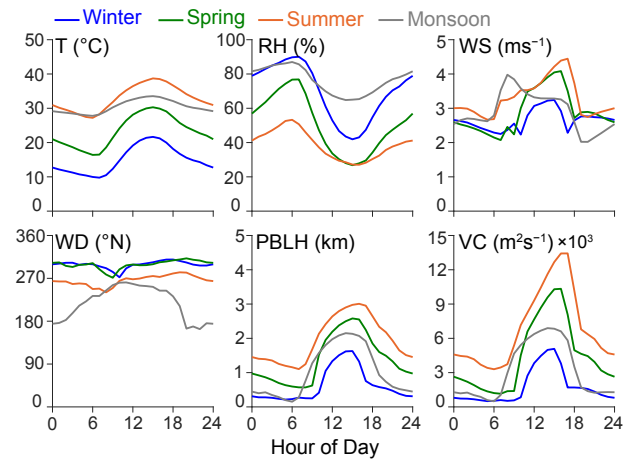 Winter Spring Summer Monsoon
T (°C) RH (%) WS (ms⁻¹)
50 100 6
40 80 5
30 60 4
20 40 3
10 20 2
0 0 0
WD (°N) PBLH (km) VC (m²s⁻¹) ×10³
360 5 15
270 4 12
180 3 9
90 2 6
0 1 3
0 0
0 6 12 18 24 0 6 12 18 24 0 6 12 18 24
Hour of Day